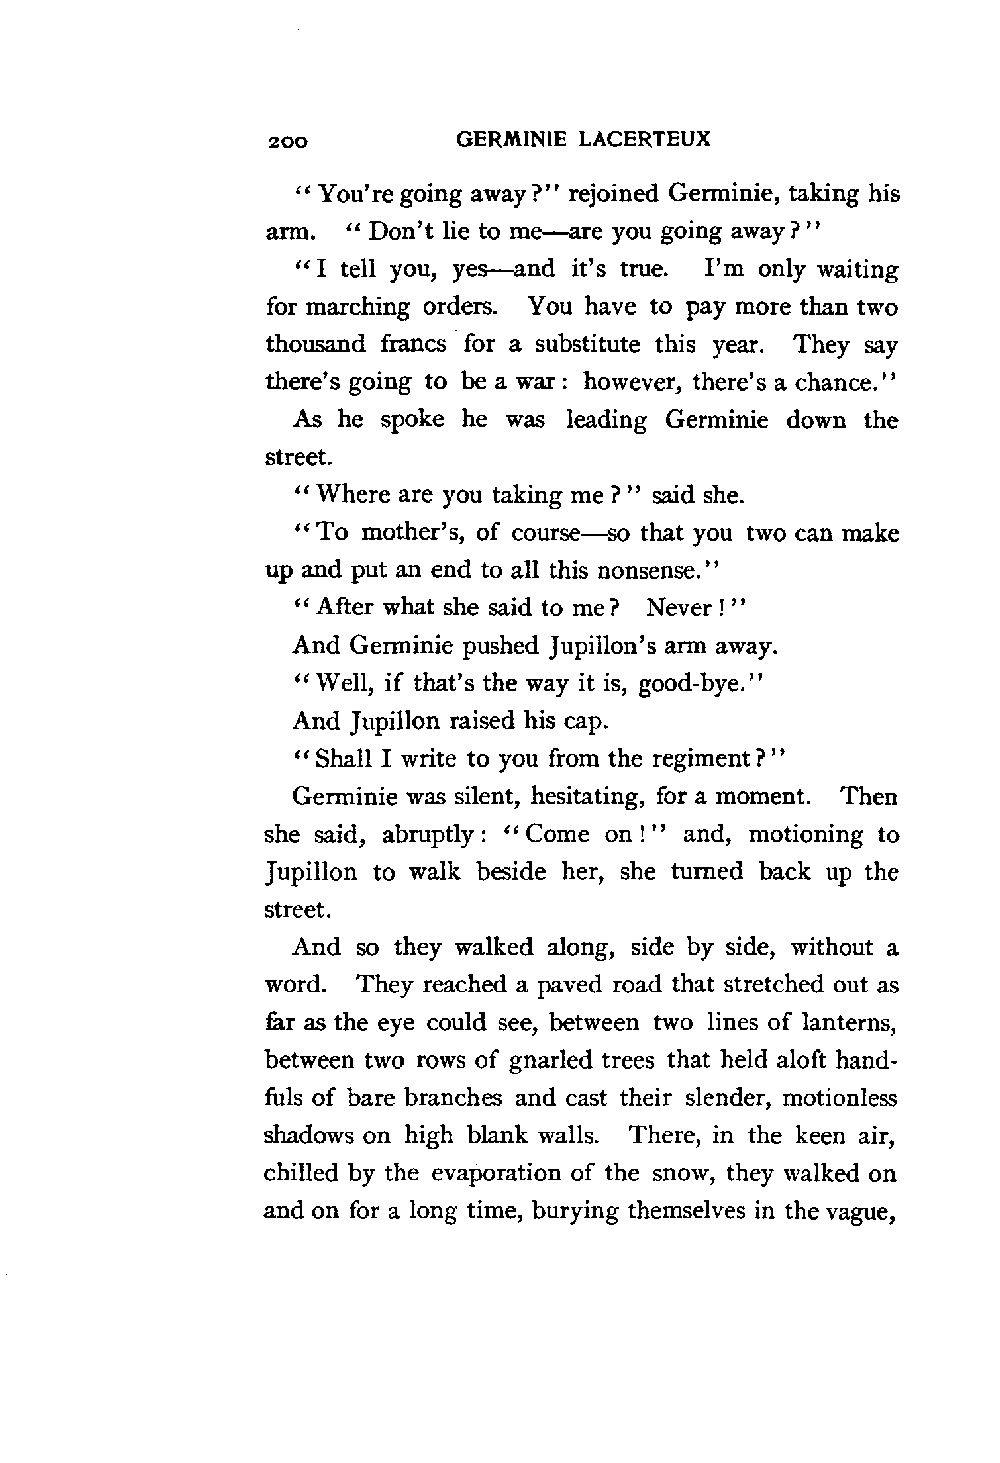 200 GERMINIE LACERTEUX
“You're going away?” rejoined Germinie, taking his
arm. “Don't lie to me—are you going away?”
“I tell you, yes—and it's true. I'm only waiting
for marching orders. You have to pay more than two
thousand francs for a substitute this year. They say
there's going to be a war: however, there's a chance.”
As he spoke he was leading Germinie down the
street.
“Where are you taking me?” said she.
“To mother's, of course—so that you two can make
up and put an end to all this nonsense.”
“After what she said to me? Never!”
And Germinie pushed Jupillon's arm away.
“Well, if that's the way it is, good-bye.”
And Jupillon raised his cap.
“Shall I write to you from the regiment?”
Germinie was silent, hesitating, for a moment. Then
she said, abruptly: “Come on!” and, motioning to
Jupillon to walk beside her, she turned back up the
street.
And so they walked along, side by side, without a
word. They reached a paved road that stretched out as
far as the eye could see, between two lines of lanterns,
between two rows of gnarled trees that held aloft hand-
fuls of bare branches and cast their slender, motionless
shadows on high blank walls. There, in the keen air,
chilled by the evaporation of the snow, they walked on
and on for a long time, burying themselves in the vague,